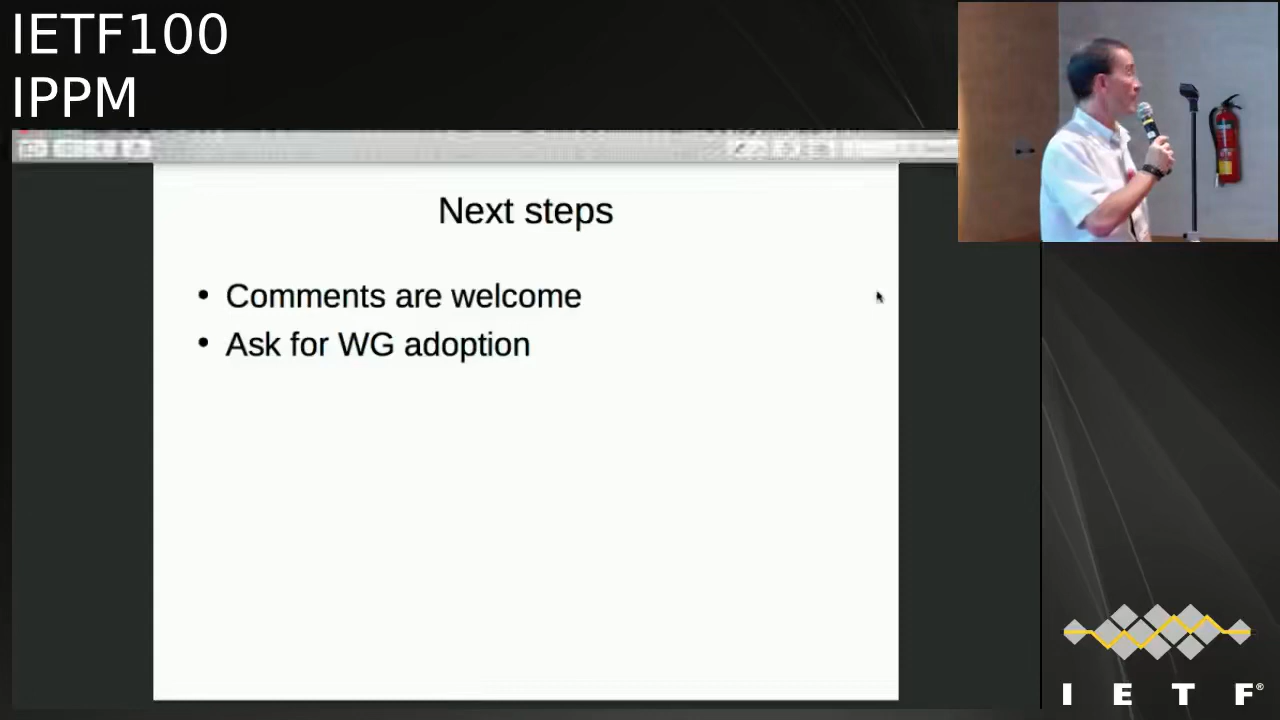 IETF100
IPPM
Next steps
• Comments are welcome
• Ask for WG adoption
I E T F®